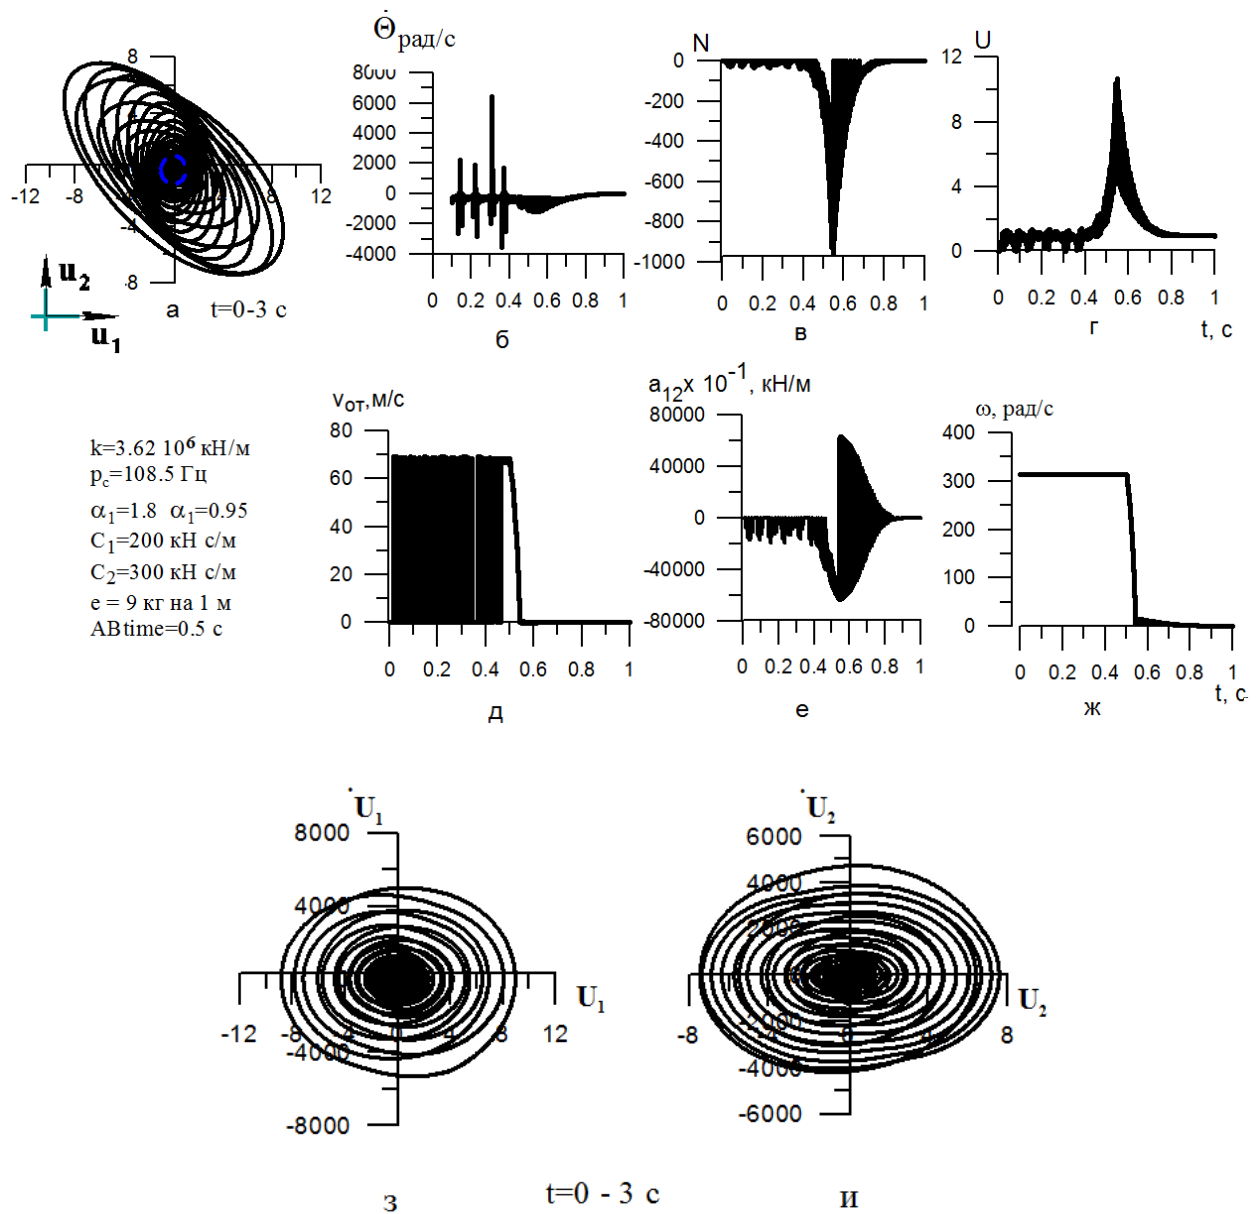 8
4
-4
-8
-12 -8 -4 4 8 12
u₂
u₁
а t=0-3 с
Θ̇ рад/с
8000
6000
4000
2000
0
-2000
-4000
0 0.2 0.4 0.6 0.8 1
б
N
0
-200
-400
-600
-800
-1000
0 0.2 0.4 0.6 0.8 1
в
U
12
8
4
0
0 0.2 0.4 0.6 0.8 1
г t, с
k=3.62 10⁶ кН/м
p_c=108.5 Гц
α₁=1.8 α₁=0.95
C₁=200 кН с/м
C₂=300 кН с/м
e = 9 кг на 1 м
ABtime=0.5 c
v_от,м/с
80
60
40
20
0
0 0.2 0.4 0.6 0.8 1
д
a₁₂x 10⁻¹, кН/м
80000
40000
0
-40000
-80000
0 0.2 0.4 0.6 0.8 1
е
ω, рад/с
400
300
200
100
0
0 0.2 0.4 0.6 0.8 1
ж t, с
U̇₁
8000
4000
-4000
-8000
-12 -8 -4 0 4 8 12
U₁
U̇₂
6000
4000
2000
-2000
-4000
-6000
-8 8
U₂
з t=0 - 3 с и